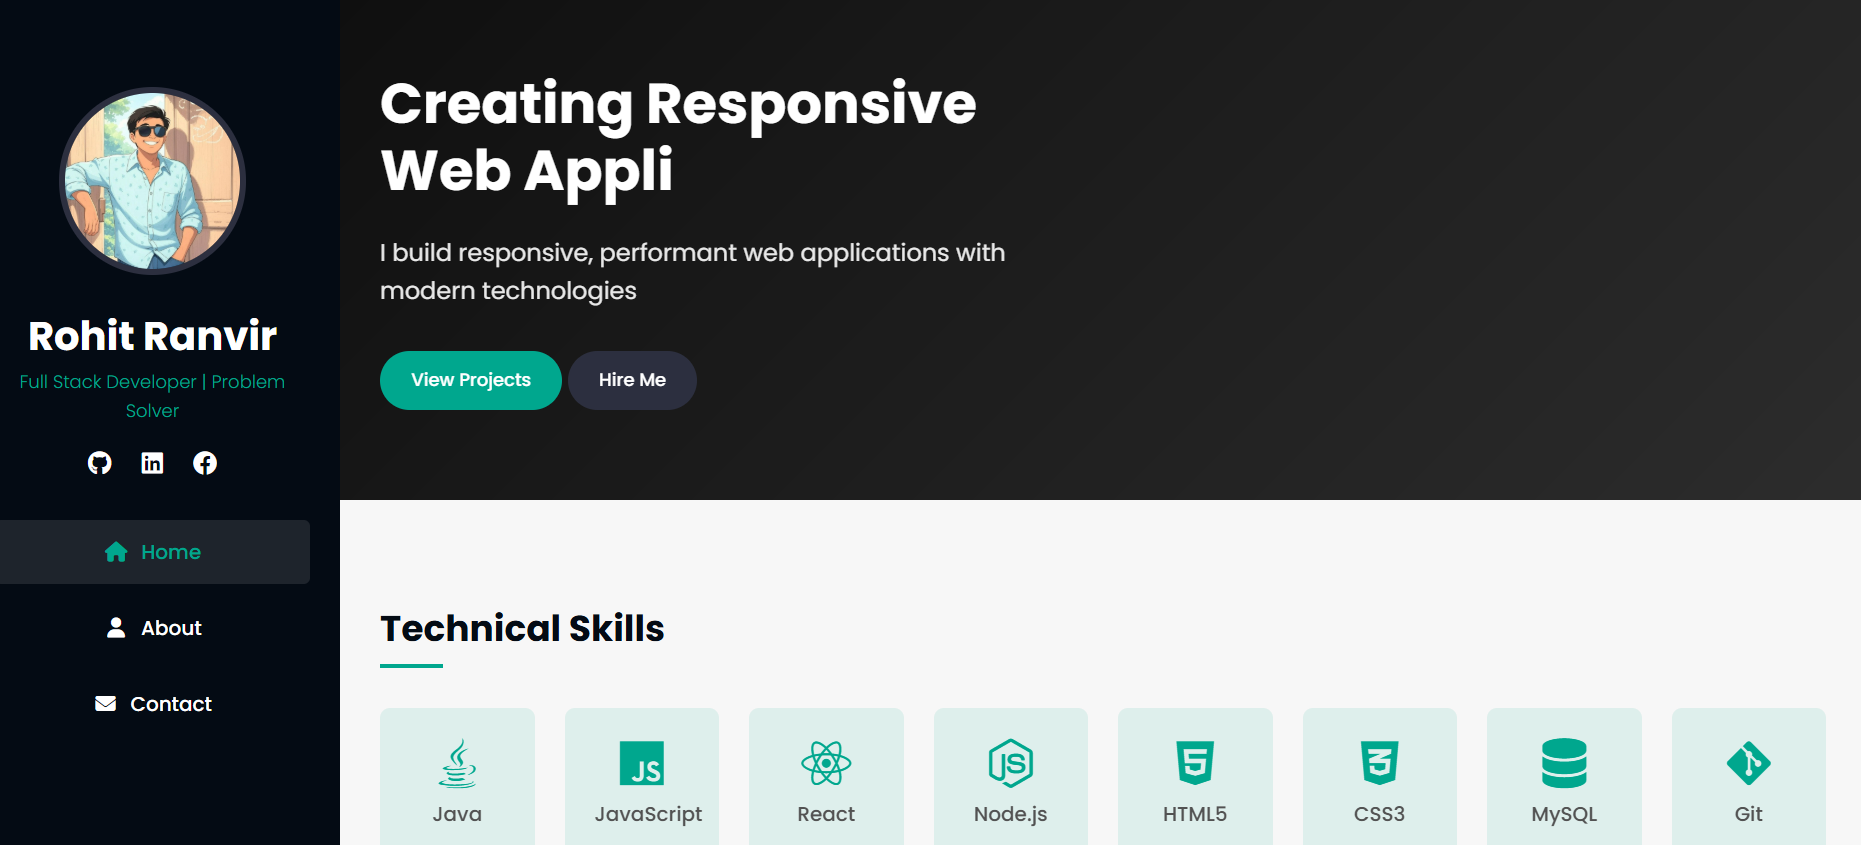 Rohit Ranvir
Full Stack Developer | Problem
Solver
Home
About
Contact
Creating Responsive
Web Appli
I build responsive, performant web applications with
modern technologies
View Projects
Hire Me
Technical Skills
JS
Java
JavaScript
React
Node.js
HTML5
CSS3
MySQL
Git